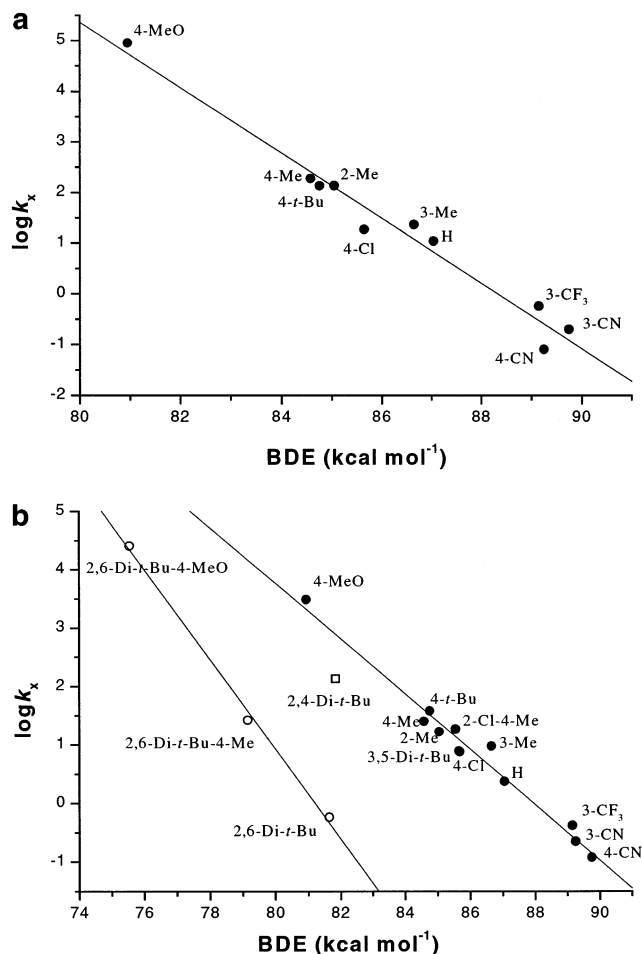 a
5
4
3
2
1
0
-1
-2
80
82
84
86
88
90
logkₓ
BDE (kcal mol⁻¹)
4-MeO
4-Me
2-Me
4-t-Bu
4-Cl
3-Me
H
3-CF₃
3-CN
4-CN
b
5
4
3
2
1
0
-1
74
76
78
80
82
84
86
88
90
logkₓ
BDE (kcal mol⁻¹)
2,6-Di-t-Bu-4-MeO
4-MeO
2,4-Di-t-Bu
4-t-Bu
4-Me
2-Cl-4-Me
2-Me
3-Me
2,6-Di-t-Bu-4-Me
3,5-Di-t-Bu
4-Cl
H
2,6-Di-t-Bu
3-CF₃
3-CN
4-CN